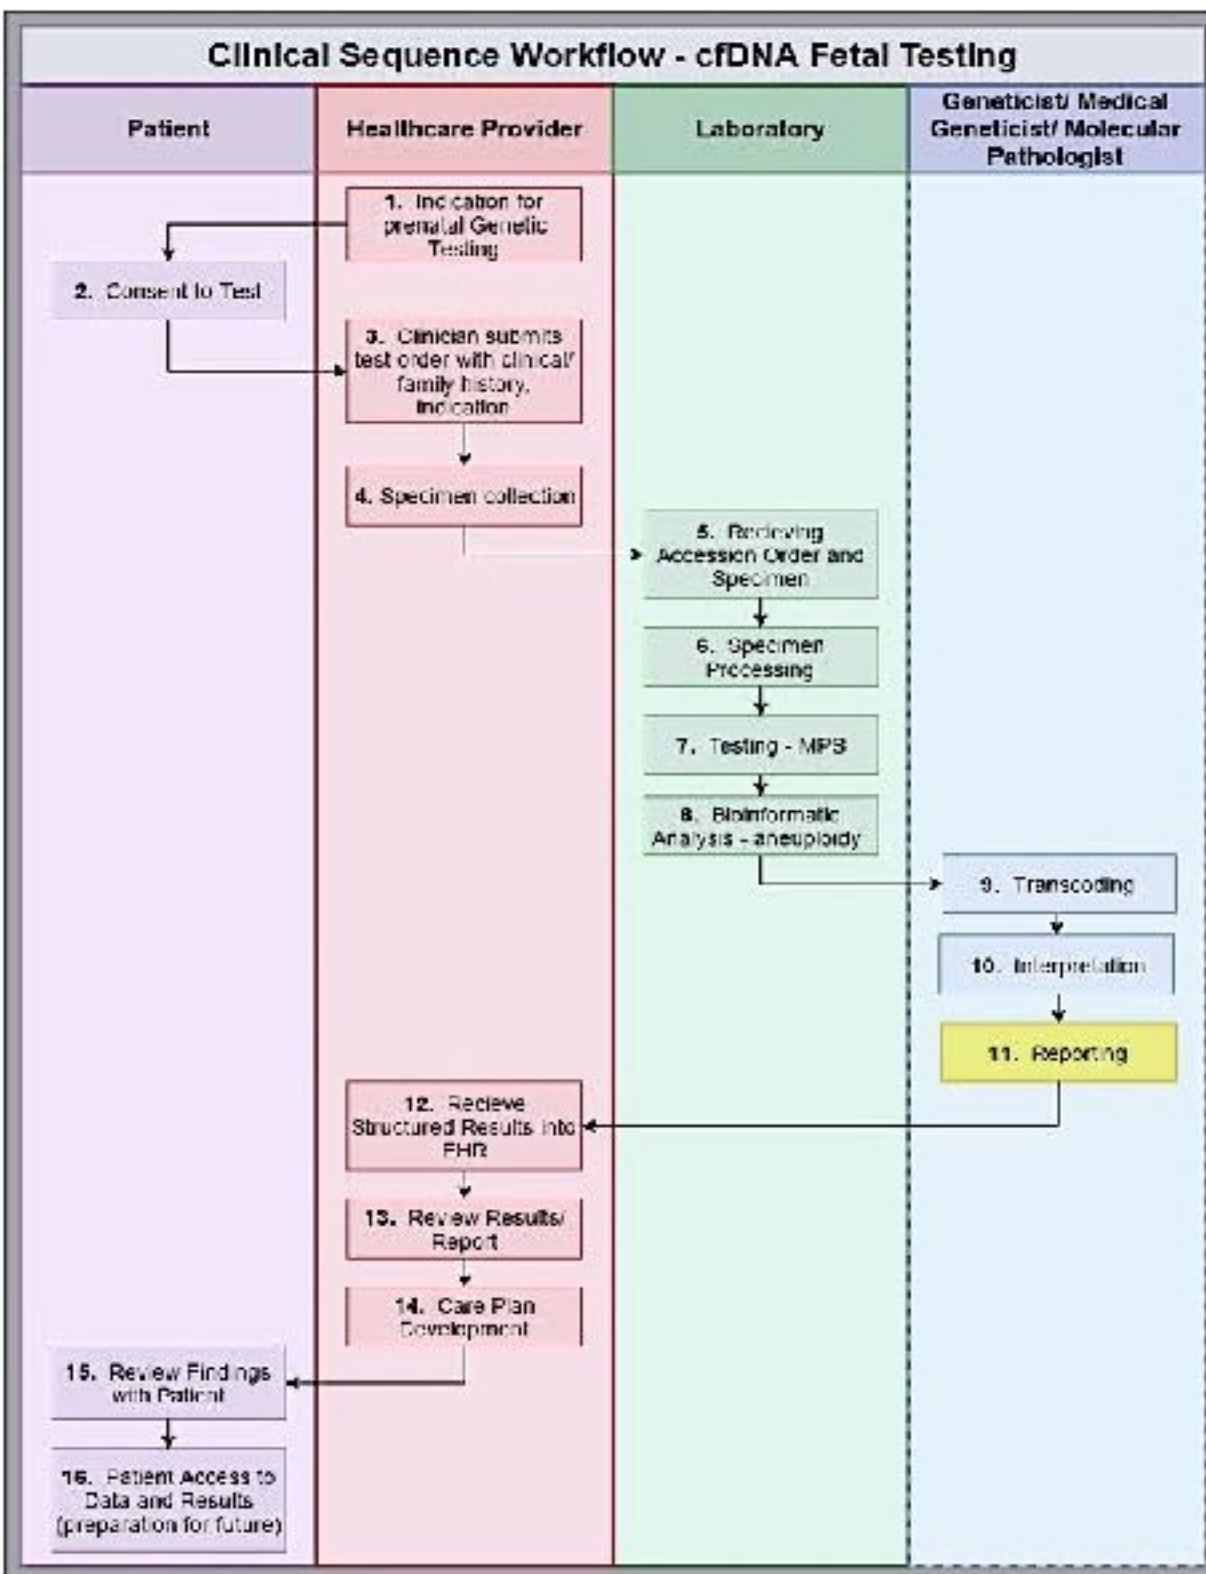 Clinical Sequence Workflow - cfDNA Fetal Testing
Patient
Healthcare Provider
Laboratory
Geneticist/ Medical
Geneticist/ Molecular
Pathologist
1. Indication for
prenatal Genetic
Testing
2. Consent to Test
3. Clinician submits
test order with clinical/
family history,
indication
4. Specimen collection
5. Recieving
Accession Order and
Specimen
6. Specimen
Processing
7. Testing - MPS
8. Bioinformatic
Analysis - aneuploidy
9. Transcoding
10. Interpretation
11. Reporting
12. Recieve
Structured Results into
EHR
13. Review Results/
Report
14. Care Plan
Development
15. Review Findings
with Patient
16. Patient Access to
Data and Results
(preparation for future)